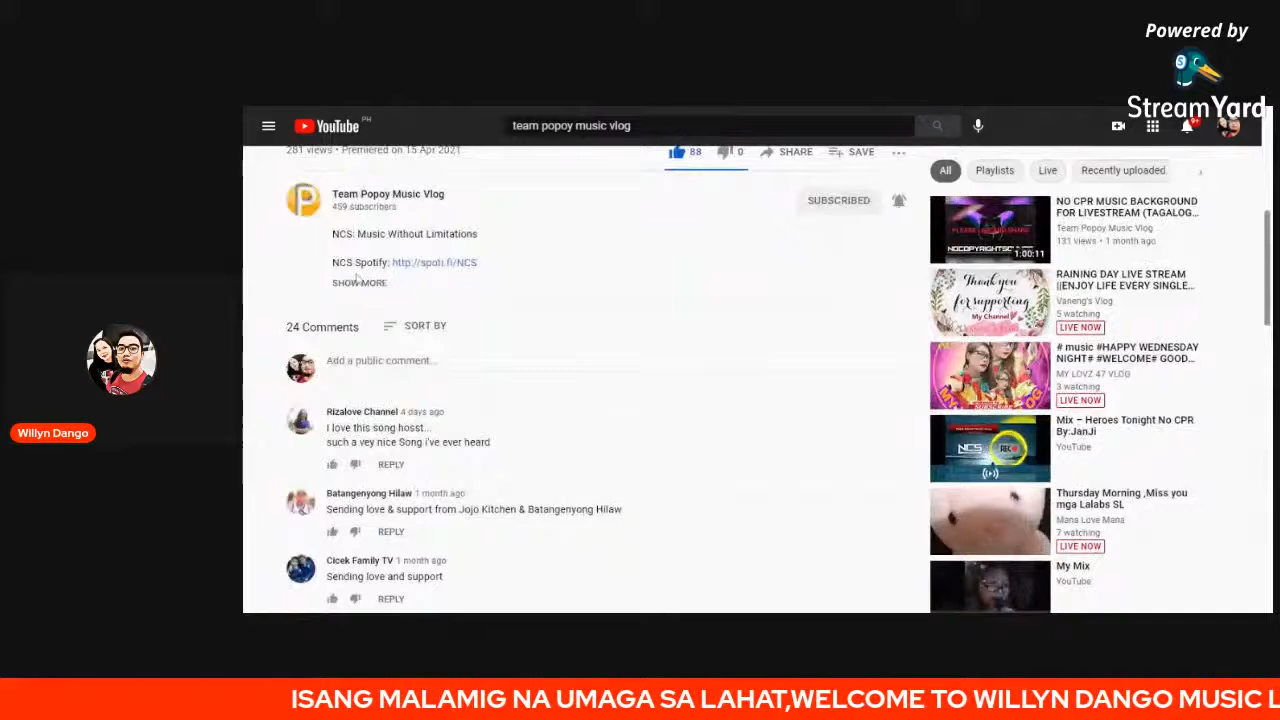 Powered by
StreamYard
YouTube PH
team popoy music vlog
9+
281 views • Premiered on 15 Apr 2021
88
0
SHARE
SAVE
Team Popoy Music Vlog
459 subscribers
SUBSCRIBED
NCS: Music Without Limitations
NCS Spotify: http://spoti.fi/NCS
SHOW MORE
24 Comments
SORT BY
Add a public comment...
Rizalove Channel 4 days ago
I love this song hosst...
such a vey nice Song i've ever heard
REPLY
Batangenyong Hilaw 1 month ago
Sending love & support from Jojo Kitchen & Batangenyong Hilaw
REPLY
Cicek Family TV 1 month ago
Sending love and support
REPLY
All
Playlists
Live
Recently uploaded
1:00:11
NO CPR MUSIC BACKGROUND
FOR LIVESTREAM (TAGALOG...
Team Popoy Music Vlog
131 views • 1 month ago
Thank you
for supporting
My Channel
RAINING DAY LIVE STREAM
||ENJOY LIFE EVERY SINGLE...
Vaneng's Vlog
5 watching
LIVE NOW
# music #HAPPY WEDNESDAY
NIGHT# #WELCOME# GOOD...
MY LOVZ 47 VLOG
3 watching
LIVE NOW
NCS
REC
Mix – Heroes Tonight No CPR
By:JanJi
YouTube
Thursday Morning ,Miss you
mga Lalabs SL
Mana Love Mana
7 watching
LIVE NOW
My Mix
YouTube
Willyn Dango
ISANG MALAMIG NA UMAGA SA LAHAT,WELCOME TO WILLYN DANGO MUSIC L